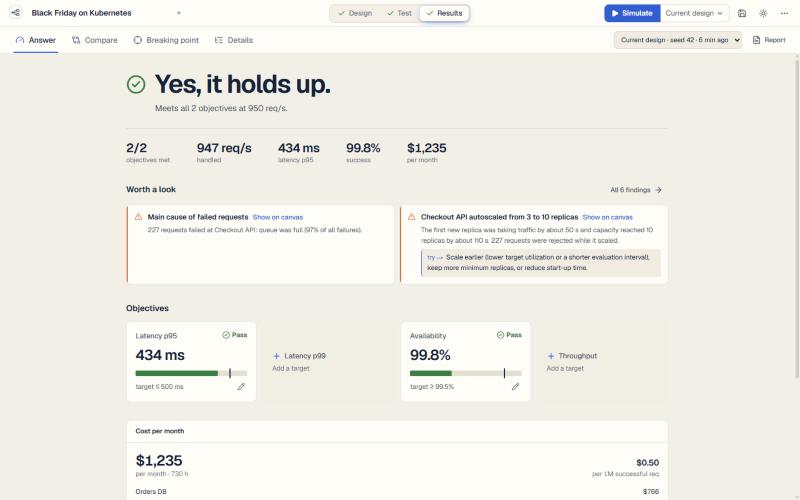 Black Friday on Kubernetes
Design
Test
Results
Simulate
Current design
Answer
Compare
Breaking point
Details
Current design · seed 42 · 6 min ago
Report
Yes, it holds up.
Meets all 2 objectives at 950 req/s.
2/2
objectives met
947 req/s
handled
434 ms
latency p95
99.8%
success
$1,235
per month
Worth a look
All 6 findings →
Main cause of failed requests Show on canvas
227 requests failed at Checkout API: queue was full (97% of all failures).
Checkout API autoscaled from 3 to 10 replicas Show on canvas
The first new replica was taking traffic by about 50 s and capacity reached 10
replicas by about 110 s. 227 requests were rejected while it scaled.
try → Scale earlier (lower target utilization or a shorter evaluation interval),
keep more minimum replicas, or reduce start-up time.
Objectives
Latency p95
Pass
434 ms
target ≤ 500 ms
+ Latency p99
Add a target
Availability
Pass
99.8%
target ≥ 99.5%
+ Throughput
Add a target
Cost per month
$1,235
per month · 730 h
$0.50
per 1M successful req
Orders DB
$766